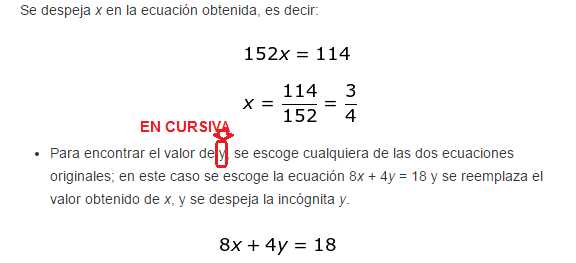 Se despeja x en la ecuación obtenida, es decir:
152x = 114
x = 114/152 = 3/4
EN CURSIVA
• Para encontrar el valor de y, se escoge cualquiera de las dos ecuaciones
originales; en este caso se escoge la ecuación 8x + 4y = 18 y se reemplaza el
valor obtenido de x, y se despeja la incógnita y.
8x + 4y = 18